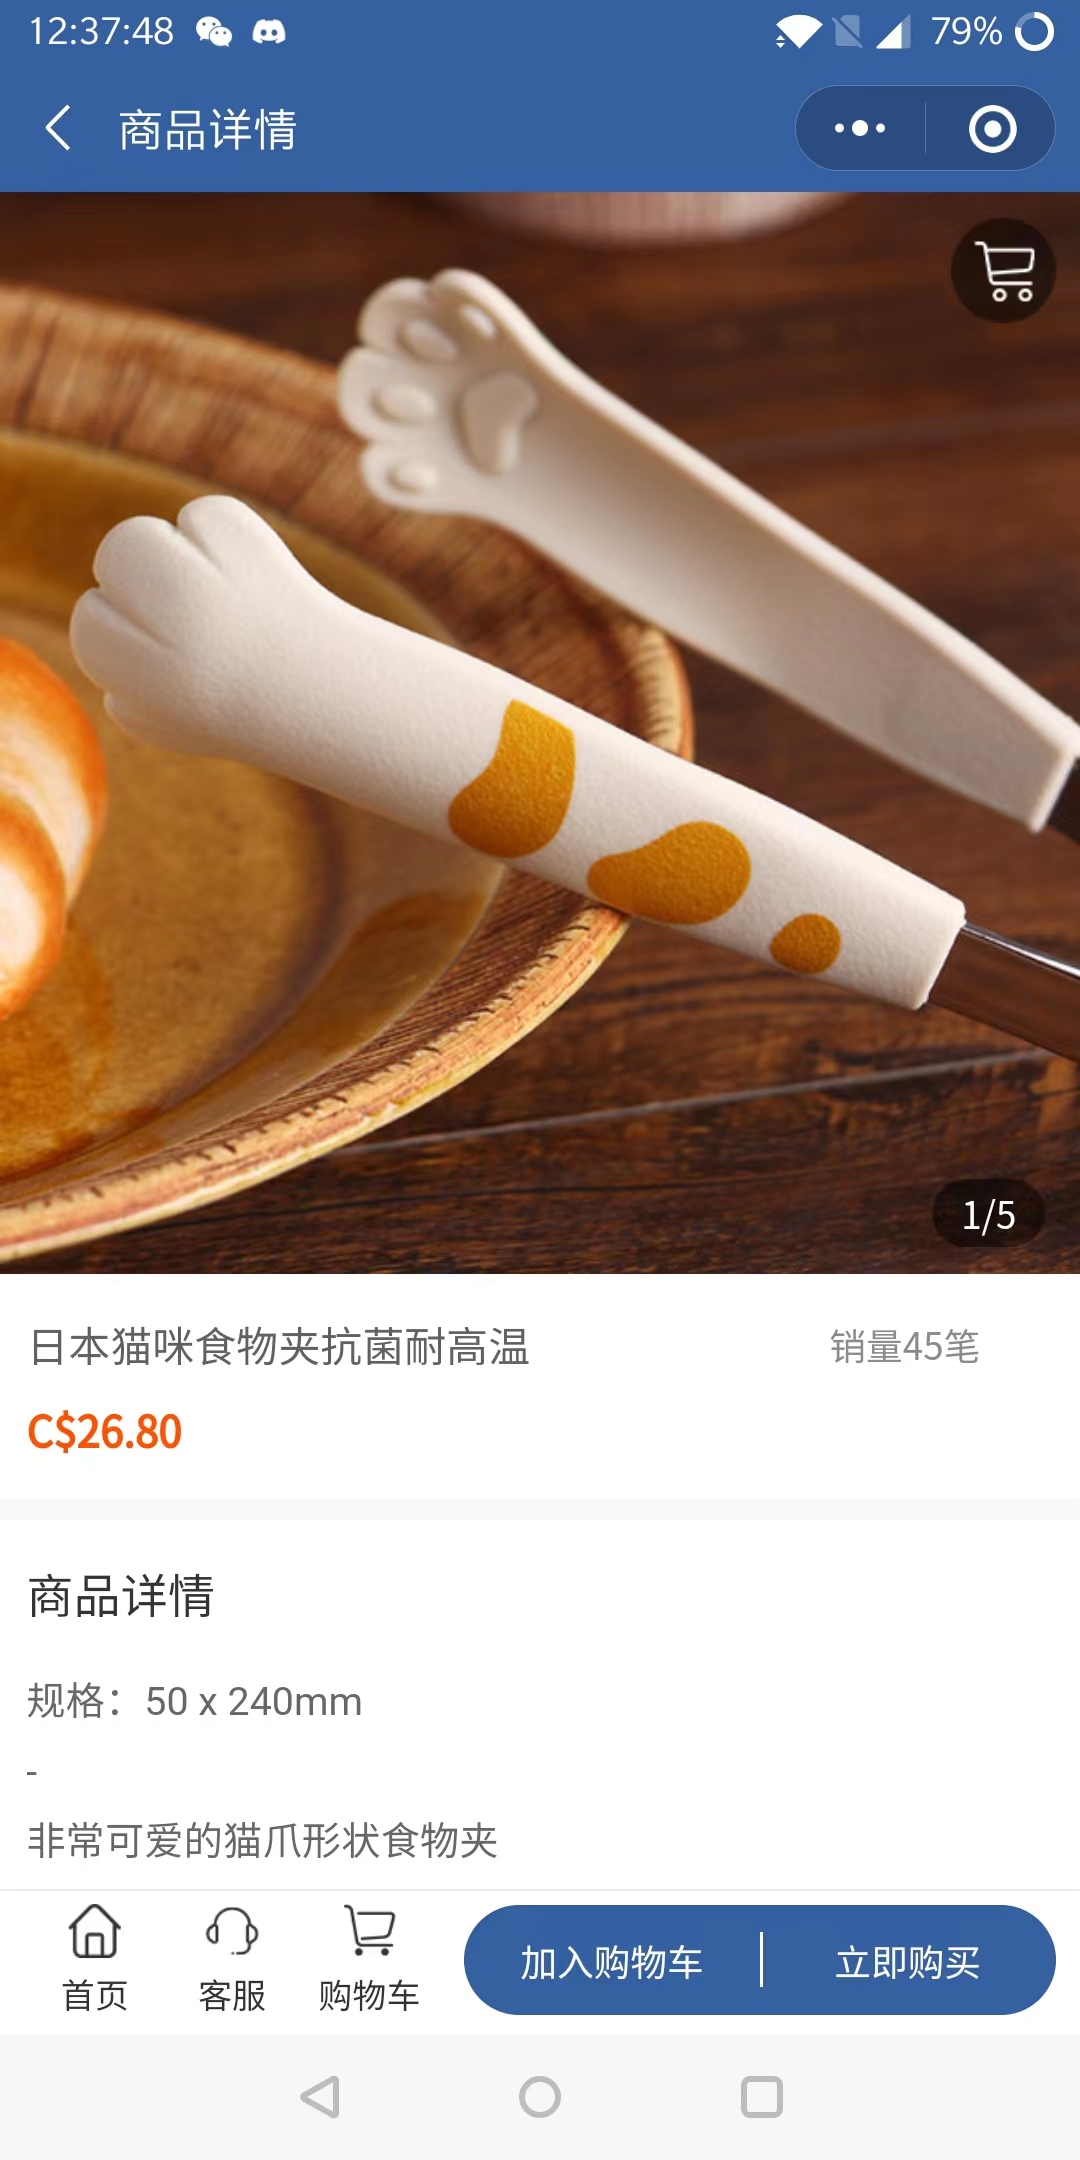 12:37:48
79%
商品详情
1/5
日本猫咪食物夹抗菌耐高温
销量45笔
C$26.80
商品详情
规格：50 x 240mm
-
非常可爱的猫爪形状食物夹
首页
客服
购物车
加入购物车
立即购买